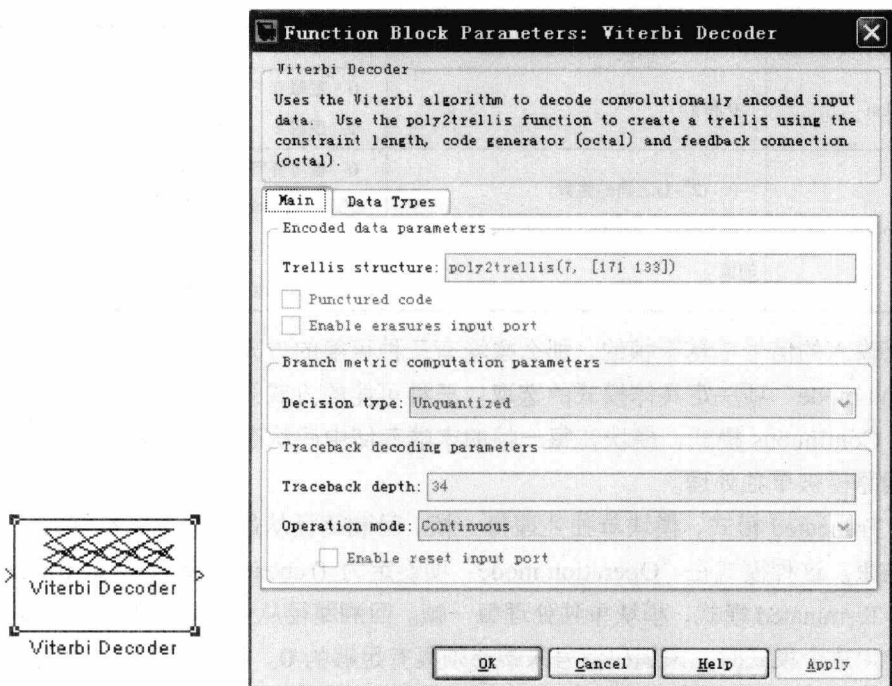 Function Block Parameters: Viterbi Decoder
Viterbi Decoder
Uses the Viterbi algorithm to decode convolutionally encoded input
data. Use the poly2trellis function to create a trellis using the
constraint length, code generator (octal) and feedback connection
(octal).
Main
Data Types
Encoded data parameters
Trellis structure: poly2trellis(7, [171 133])
Punctured code
Enable erasures input port
Branch metric computation parameters
Decision type: Unquantized
Traceback decoding parameters
Traceback depth: 34
Operation mode: Continuous
Enable reset input port
OK
Cancel
Help
Apply
Viterbi Decoder
Viterbi Decoder